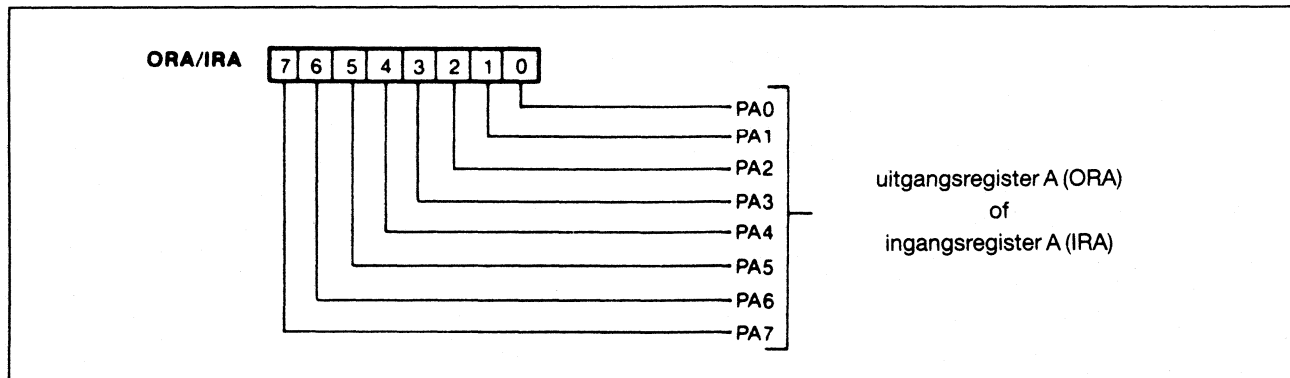 ORA/IRA 7 6 5 4 3 2 1 0
PA0
PA1
PA2
PA3
PA4
PA5
PA6
PA7
uitgangsregister A (ORA)
of
ingangsregister A (IRA)